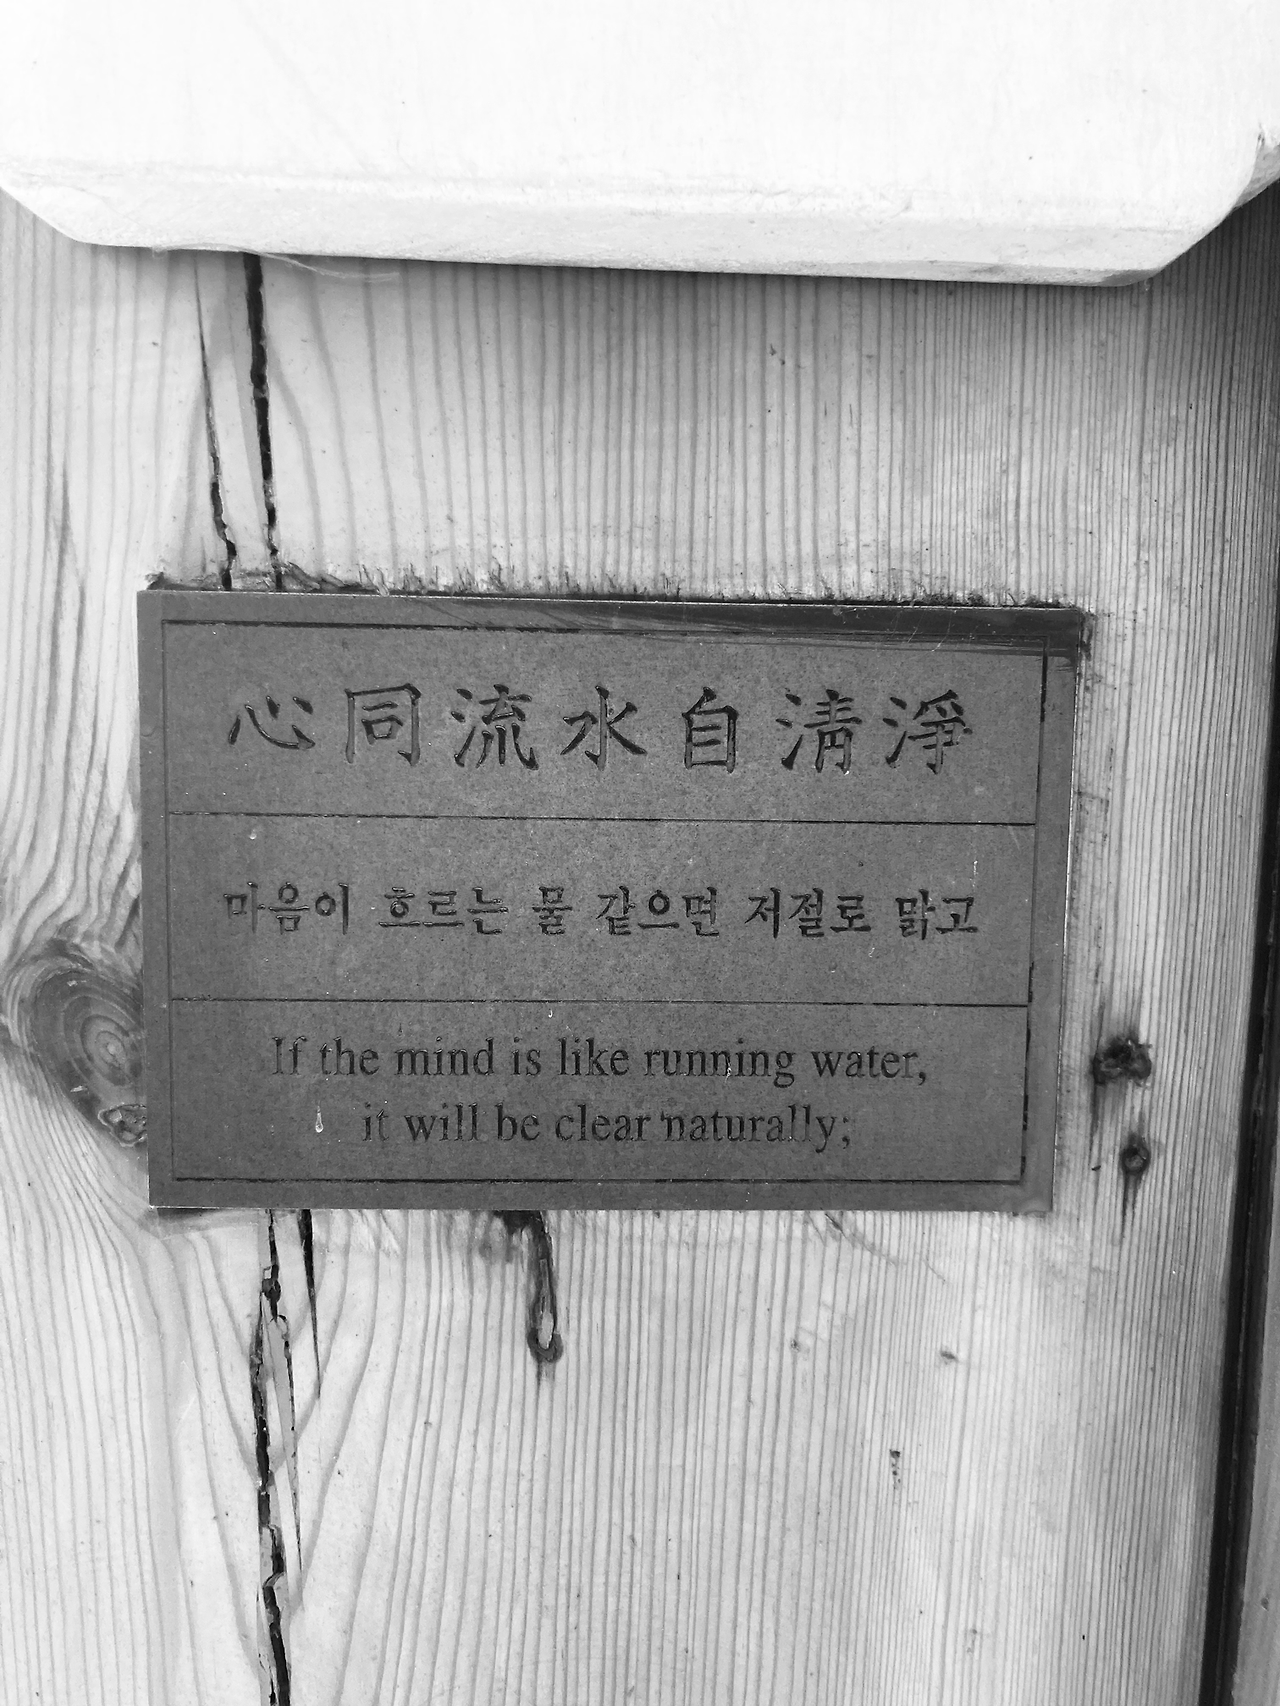 心同流水自淸淨
마음이 흐르는 물 같으면 저절로 맑고
If the mind is like running water,
it will be clear naturally;